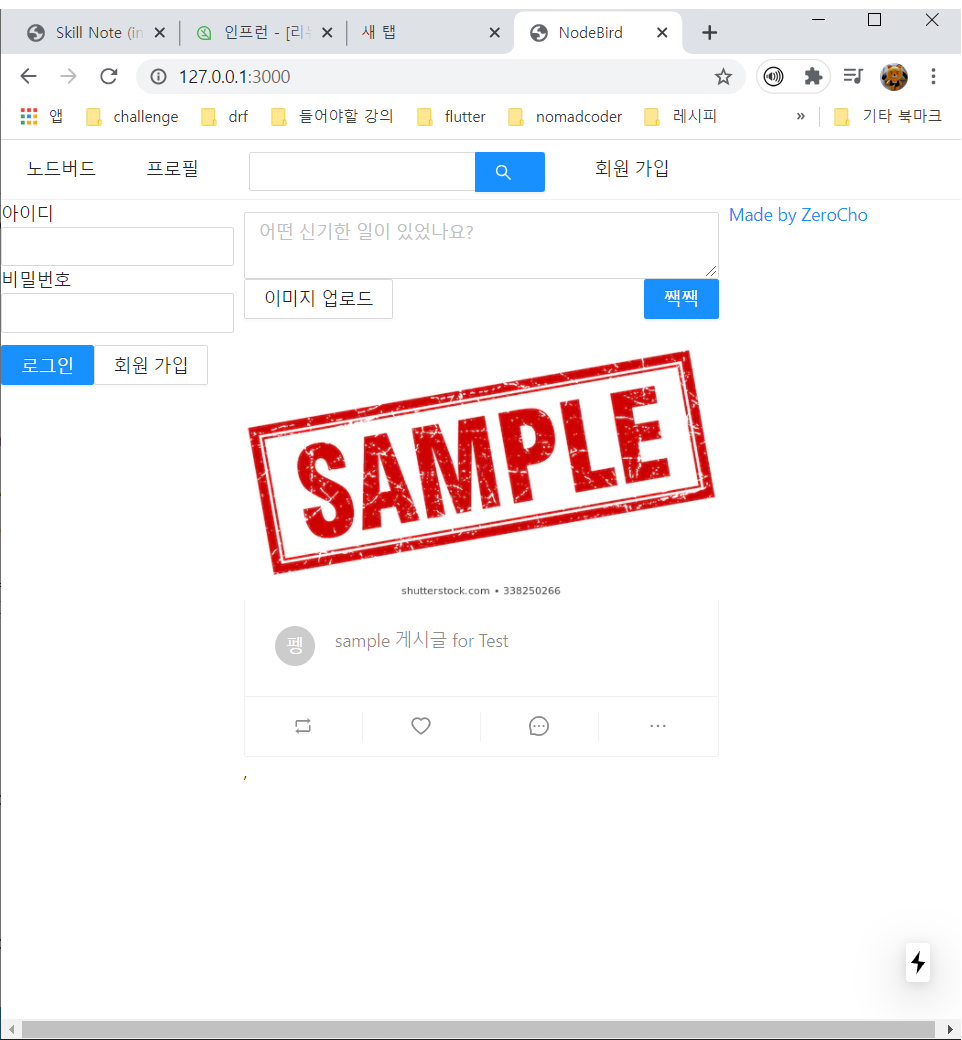 Skill Note (in
인프런 - [리
새 탭
NodeBird
127.0.0.1:3000
앱 challenge drf 들어야할 강의 flutter nomadcoder 레시피 » 기타 북마크
노드버드 프로필 회원 가입
아이디
비밀번호
로그인 회원 가입
어떤 신기한 일이 있었나요?
이미지 업로드 짹짹
SAMPLE
shutterstock.com • 338250266
펭 sample 게시글 for Test
,
Made by ZeroCho